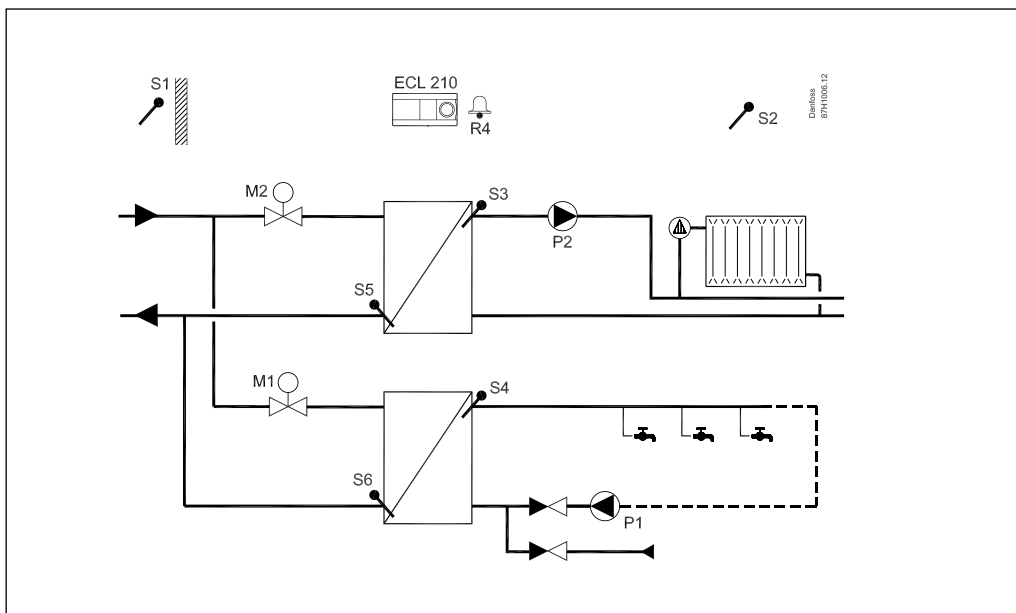 S1
ECL 210
R4
S2
Danfoss
87H1006.12
M2
S3
P2
S5
M1
S4
S6
P1